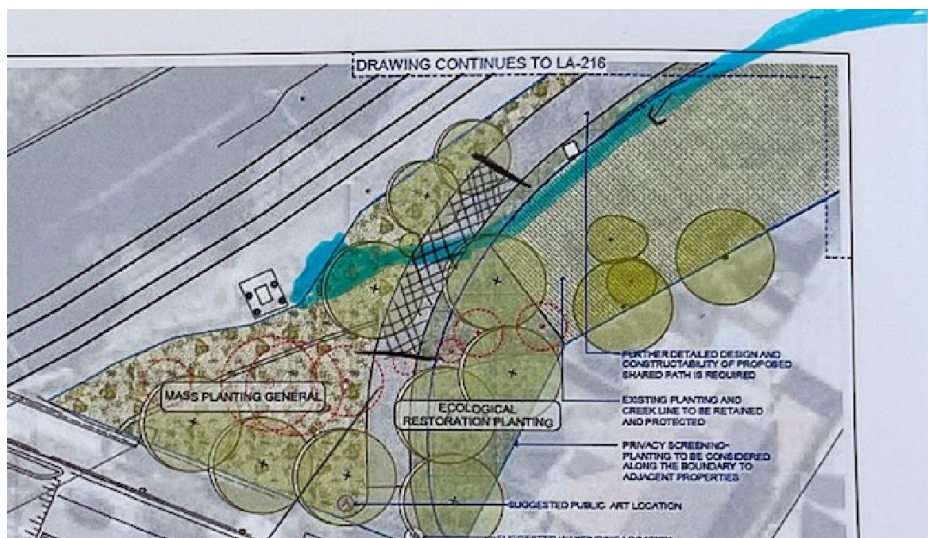 DRAWING CONTINUES TO LA-216
FURTHER DETAILED DESIGN AND
CONSTRUCTABILITY OF PROPOSED
SHARED PATH IS REQUIRED
MASS PLANTING GENERAL
ECOLOGICAL
RESTORATION PLANTING
EXISTING PLANTING AND
CREEK LINE TO BE RETAINED
AND PROTECTED
PRIVACY SCREENING-
PLANTING TO BE CONSIDERED
ALONG THE BOUNDARY TO
ADJACENT PROPERTIES
SUGGESTED PUBLIC ART LOCATION